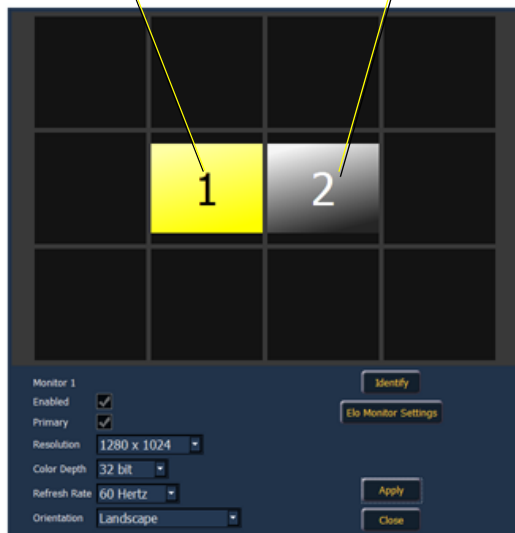 1
2
Monitor 1
Identify
Enabled
Elo Monitor Settings
Primary
Resolution 1280 x 1024
Color Depth 32 bit
Refresh Rate 60 Hertz
Apply
Orientation Landscape
Close